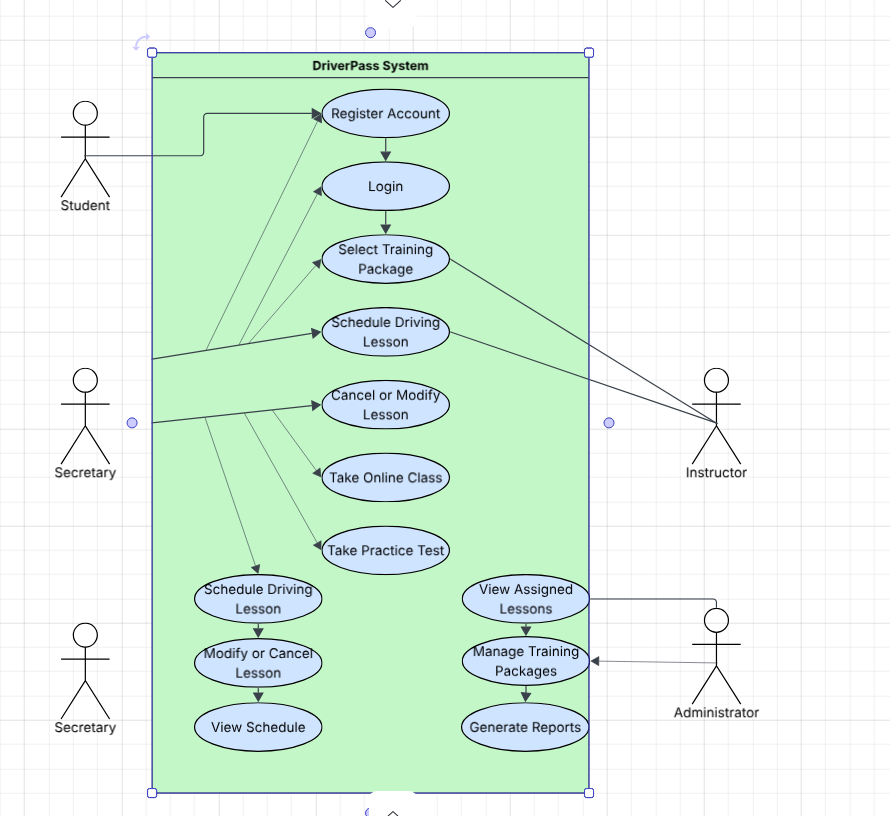 DriverPass System
Register Account
Student
Login
Select Training
Package
Schedule Driving
Lesson
Cancel or Modify
Lesson
Secretary
Instructor
Take Online Class
Take Practice Test
Schedule Driving
Lesson
View Assigned
Lessons
Modify or Cancel
Lesson
Manage Training
Packages
Secretary
View Schedule
Generate Reports
Administrator